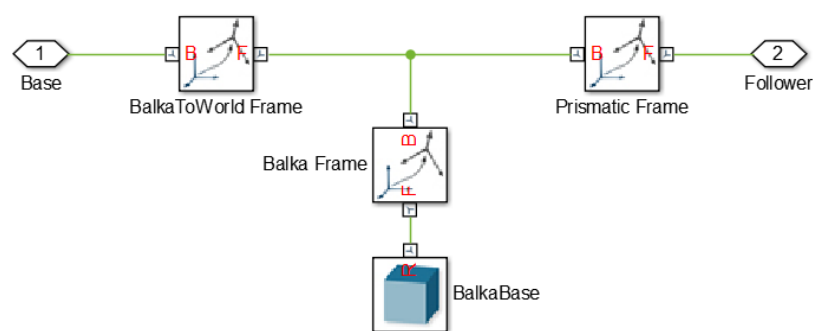 1
B
F
B
F
2
Base
BalkaToWorld Frame
Prismatic Frame
Follower
B
Balka Frame
F
R
BalkaBase